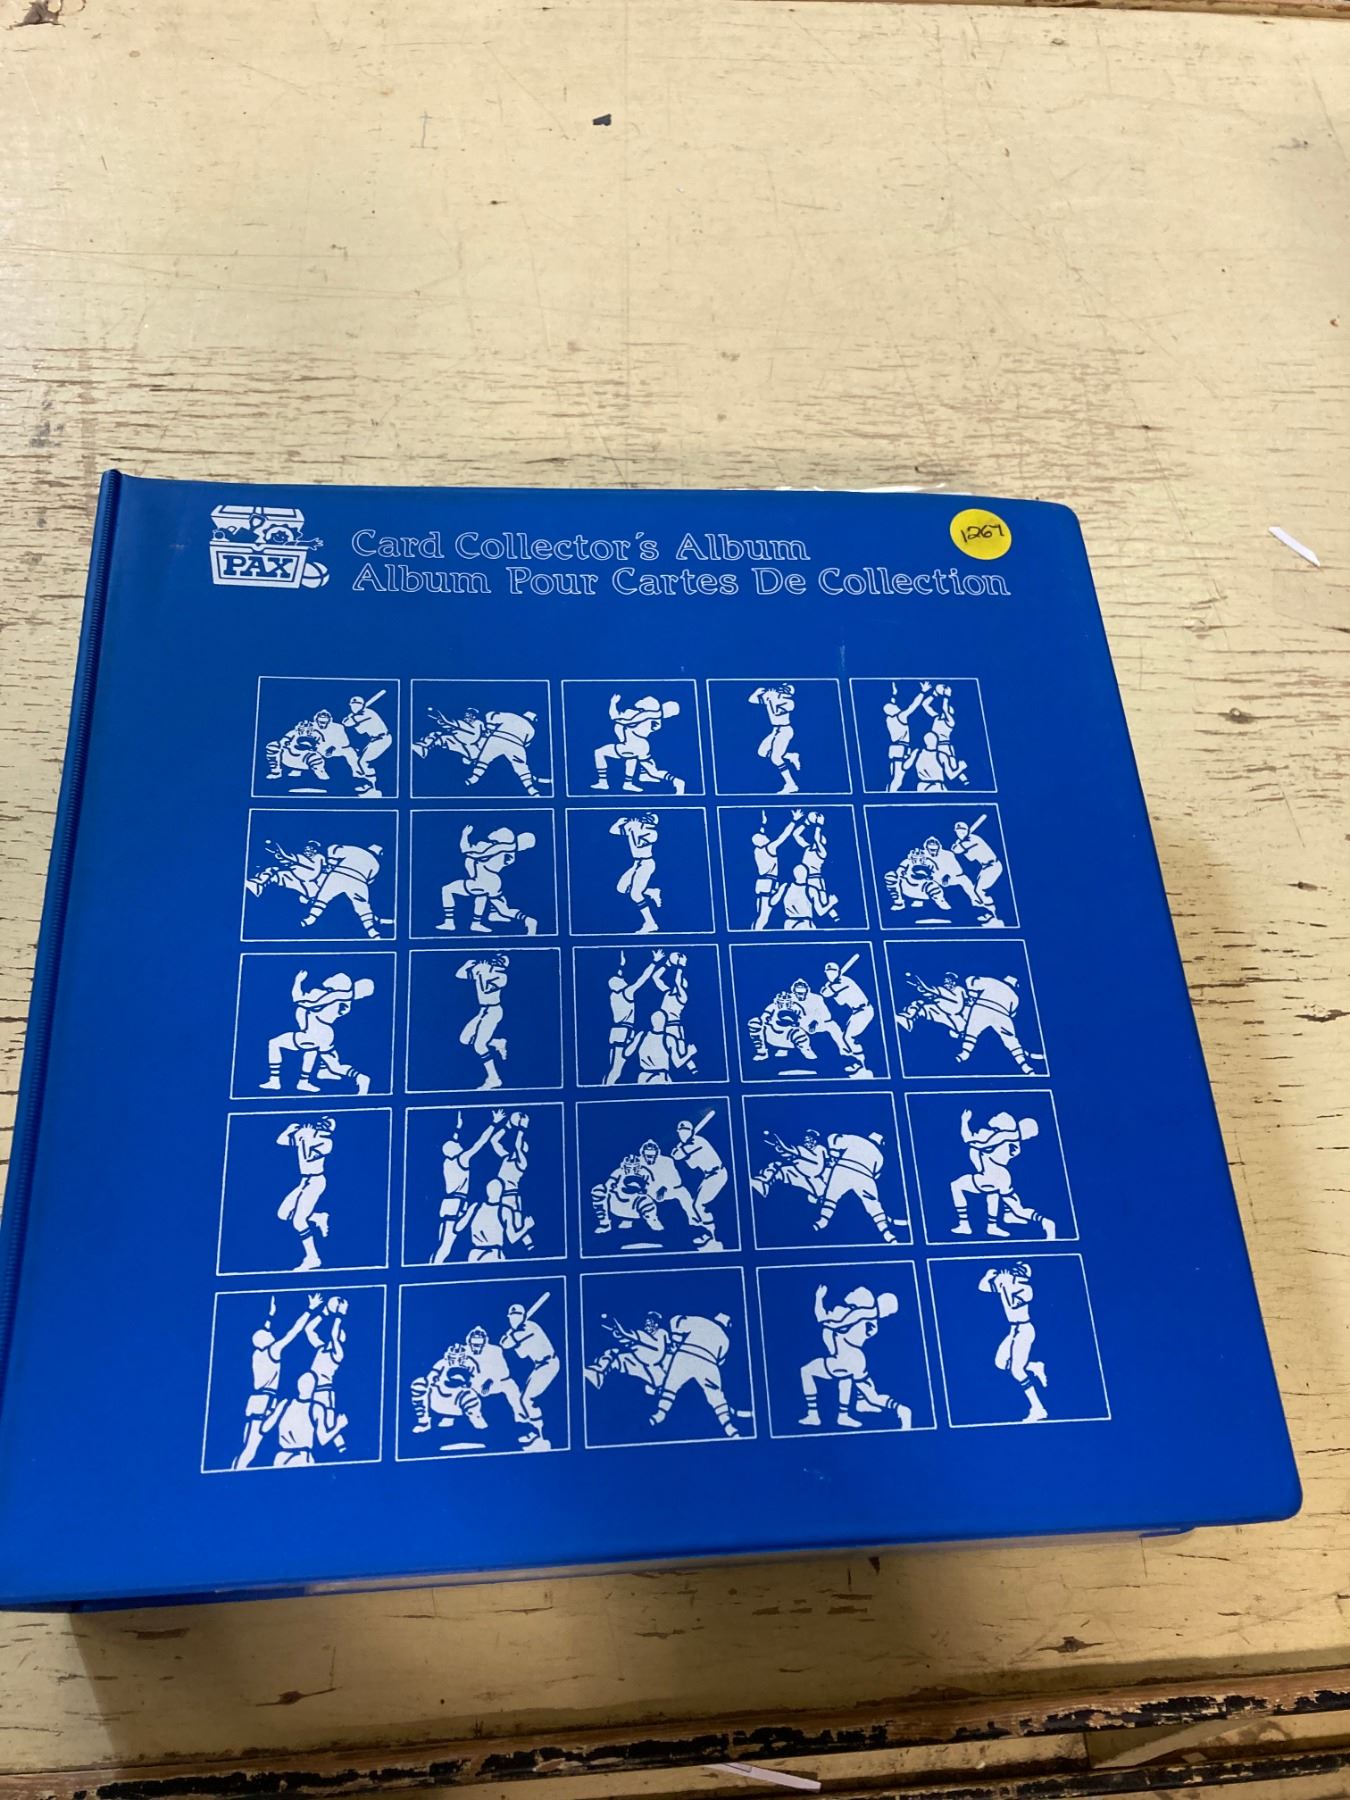 PAX
Card Collector's Album
Album Pour Cartes De Collection
1267